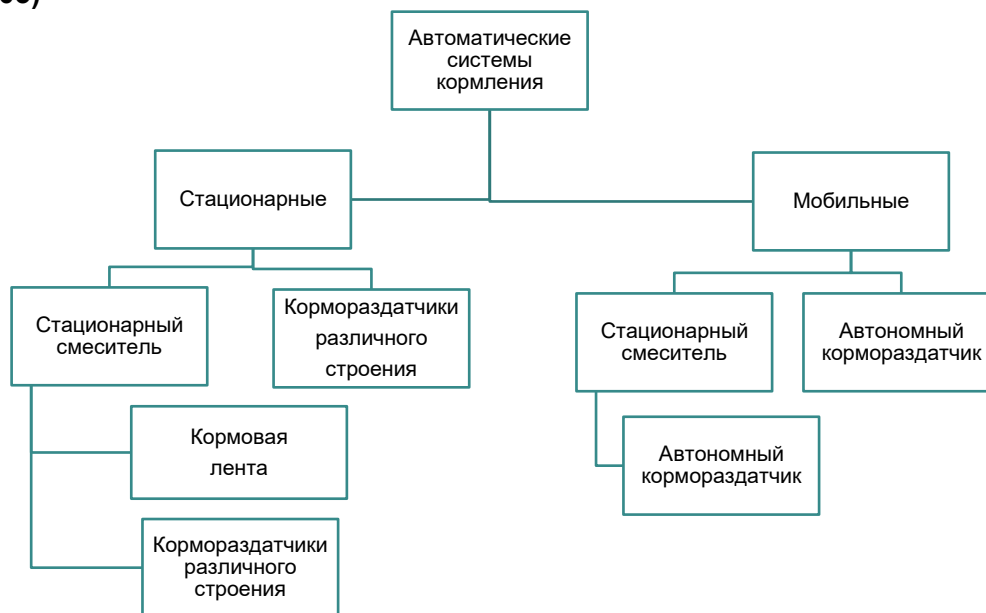 Автоматические
системы
кормления
Стационарные
Мобильные
Стационарный
смеситель
Кормораздатчики
различного
строения
Стационарный
смеситель
Автономный
кормораздатчик
Кормовая
лента
Автономный
кормораздатчик
Кормораздатчики
различного
строения